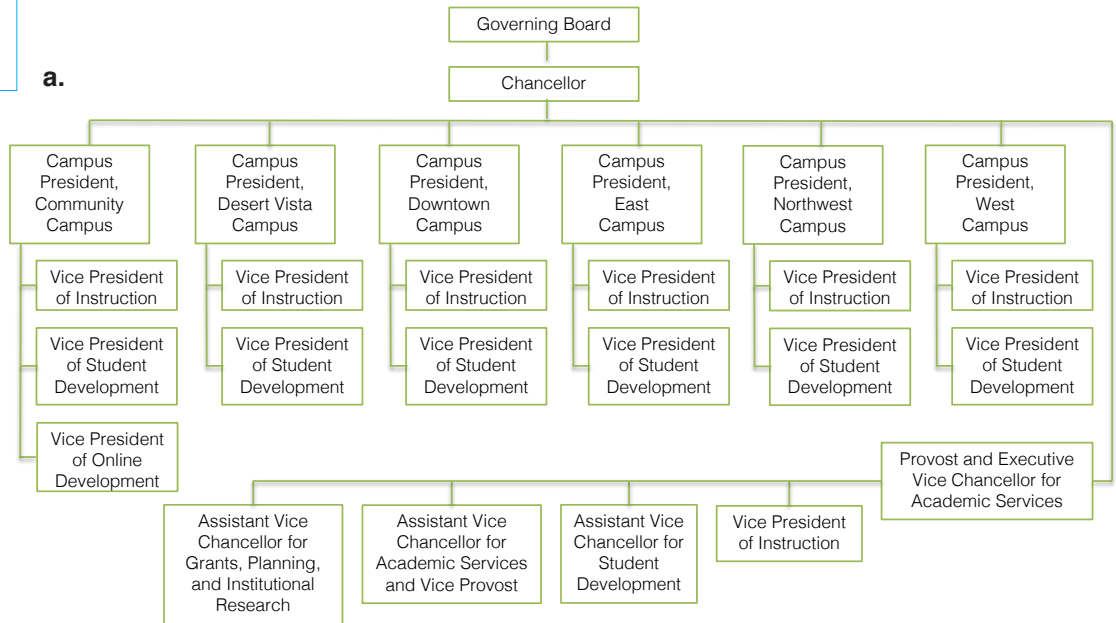 Governing Board
a.
Chancellor
Campus
President,
Community
Campus
Campus
President,
Desert Vista
Campus
Campus
President,
Downtown
Campus
Campus
President,
East
Campus
Campus
President,
Northwest
Campus
Campus
President,
West
Campus
Vice President
of Instruction
Vice President
of Instruction
Vice President
of Instruction
Vice President
of Instruction
Vice President
of Instruction
Vice President
of Instruction
Vice President
of Student
Development
Vice President
of Student
Development
Vice President
of Student
Development
Vice President
of Student
Development
Vice President
of Student
Development
Vice President
of Student
Development
Vice President
of Online
Development
Provost and Executive
Vice Chancellor for
Academic Services
Assistant Vice
Chancellor for
Grants, Planning,
and Institutional
Research
Assistant Vice
Chancellor for
Academic Services
and Vice Provost
Assistant Vice
Chancellor for
Student
Development
Vice President
of Instruction